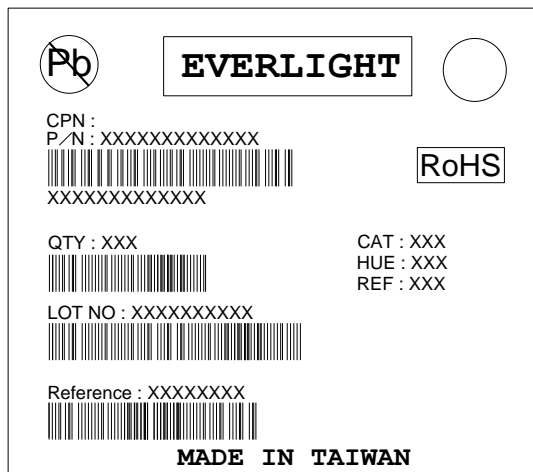 Pb
EVERLIGHT
CPN :
P/N : XXXXXXXXXXXXX
RoHS
XXXXXXXXXXXXX
QTY : XXX
CAT : XXX
HUE : XXX
REF : XXX
LOT NO : XXXXXXXXXX
Reference : XXXXXXXX
MADE IN TAIWAN